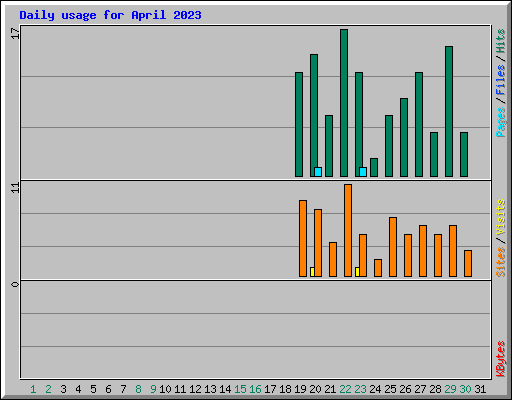 Daily usage for April 2023
17
11
0
Pages / Files / Hits
Sites / Visits
KBytes
1 2 3 4 5 6 7 8 9 10 11 12 13 14 15 16 17 18 19 20 21 22 23 24 25 26 27 28 29 30 31